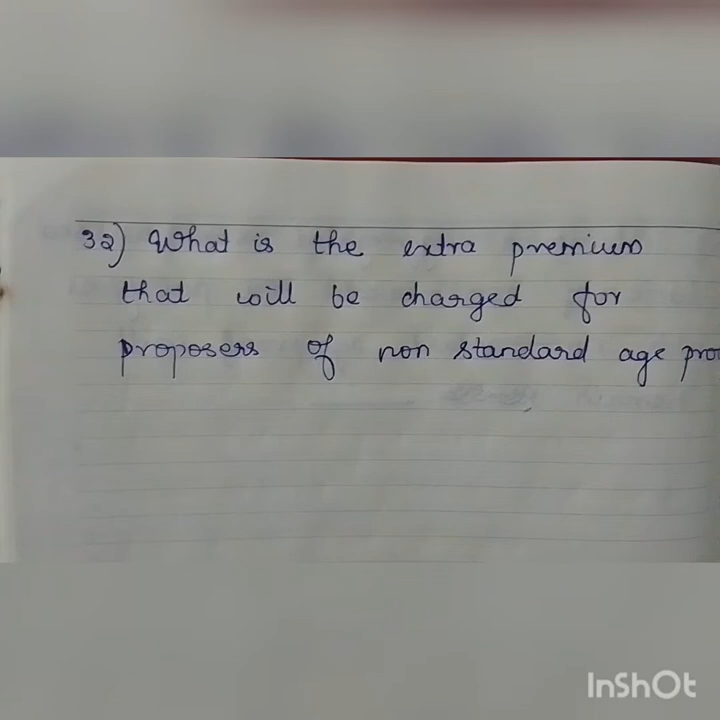 32) What is the extra premium
that will be charged for
proposers of non standard age
InShOt